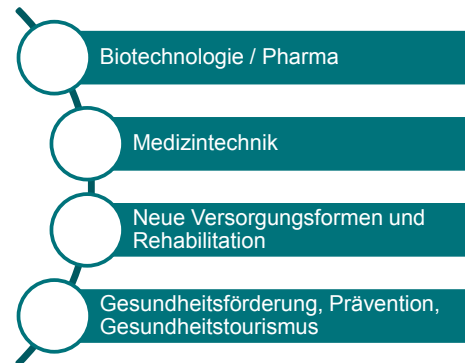 Biotechnologie / Pharma
Medizintechnik
Neue Versorgungsformen und
Rehabilitation
Gesundheitsförderung, Prävention,
Gesundheitstourismus